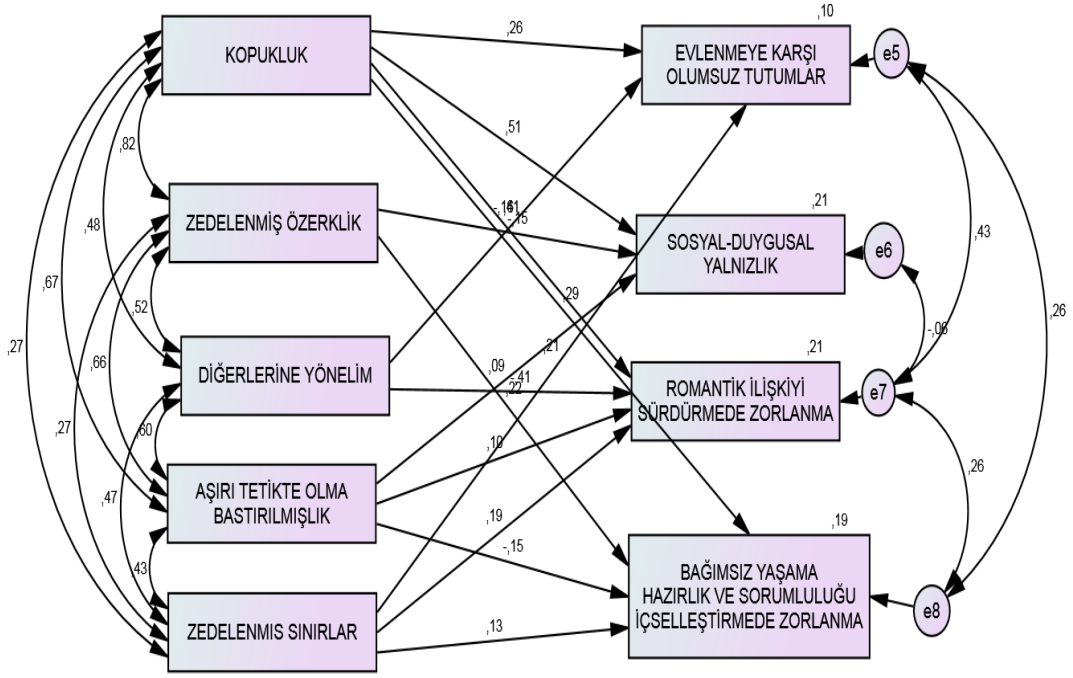 KOPUKLUK
ZEDELENMİŞ ÖZERKLİK
DİĞERLERİNE YÖNELİM
AŞIRI TETİKTE OLMA
BASTIRILMIŞLIK
ZEDELENMIS SINIRLAR
,10
EVLENMEYE KARŞI
OLUMSUZ TUTUMLAR
e5
,21
SOSYAL-DUYGUSAL
YALNIZLIK
e6
,21
ROMANTİK İLİŞKİYİ
SÜRDÜRMEDE ZORLANMA
e7
,19
BAĞIMSIZ YAŞAMA
HAZIRLIK VE SORUMLULUĞU
İÇSELLEŞTİRMEDE ZORLANMA
e8
,82
,48
,67
,27
,52
,66
,27
,60
,47
,43
,26
,51
-,15
,29
,21
,09
-,41
,22
,10
,19
-,15
,13
,43
,26
-,06
,26